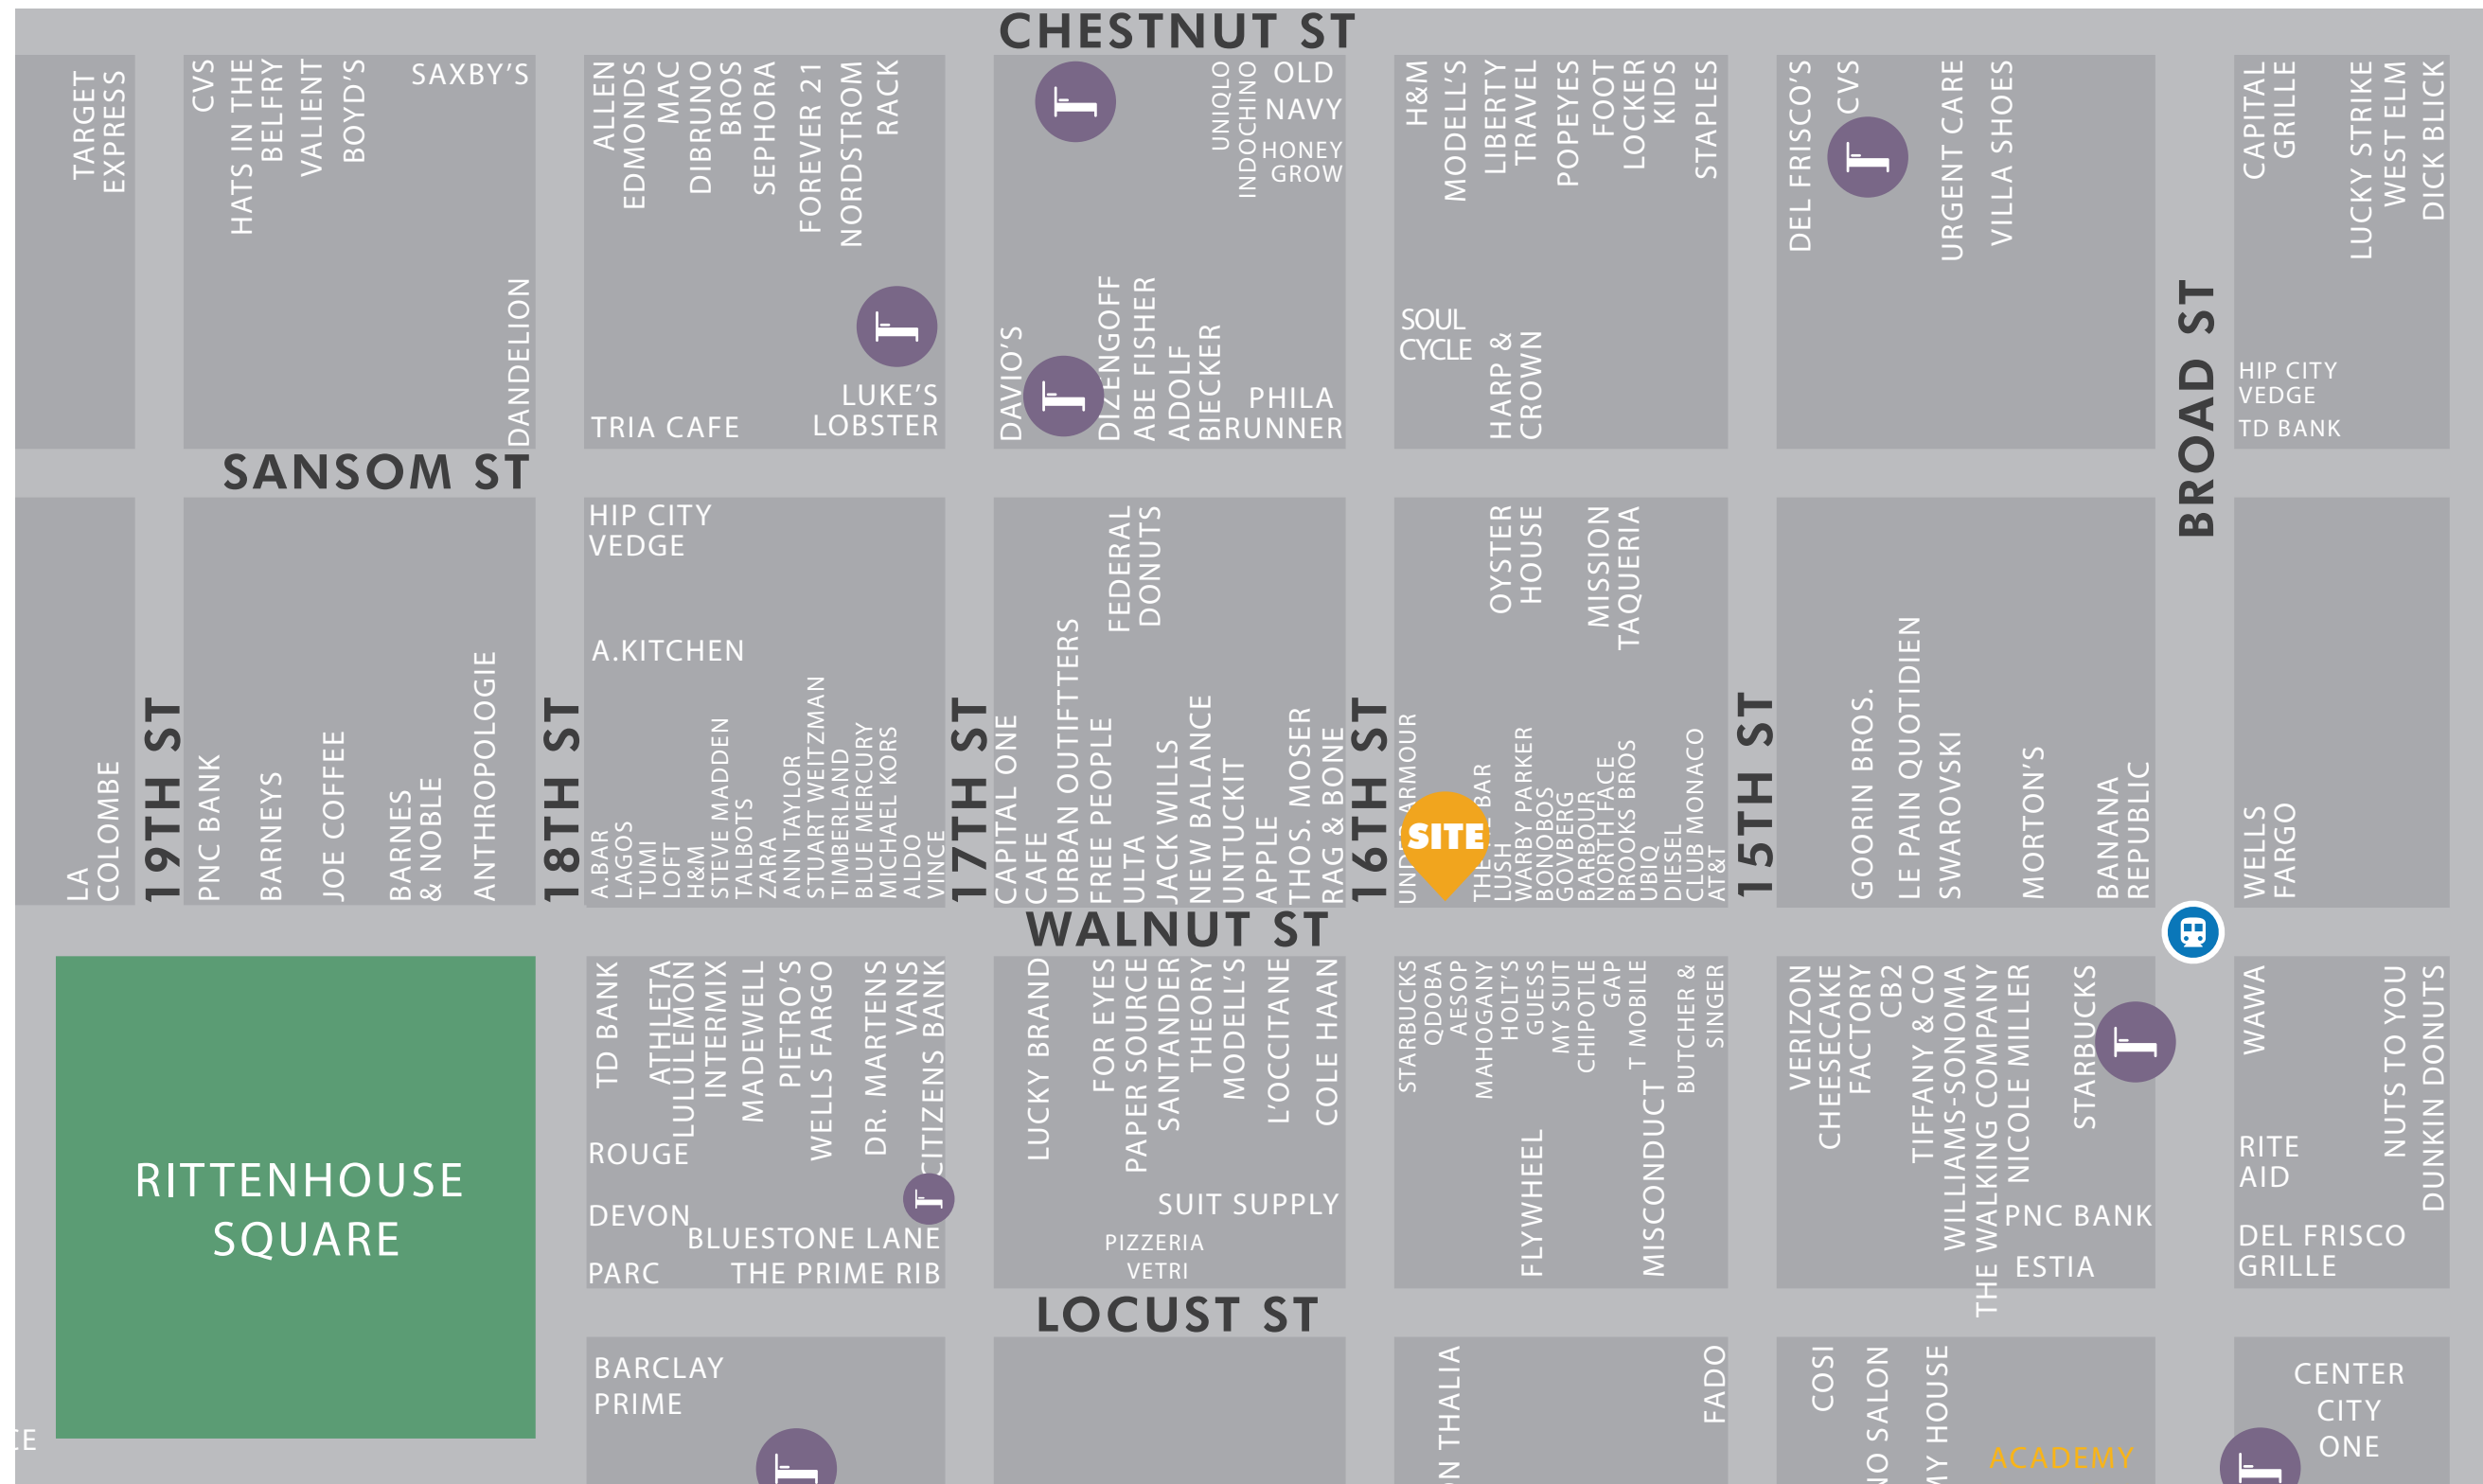 CHESTNUT ST
TARGET
EXPRESS
CVS
HATS IN THE
BELFRY
VALIENT
BOYD'S
SAXBY'S
DANDELION
ALLEN
EDMONDS
MAC
DIBRUNO
BROS
SEPHORA
FOREVER 21
NORDSTROM
RACK
LUKE'S
LOBSTER
TRIA CAFE
UNIQLO
INDOCHINO
OLD
NAVY
HONEY
GROW
DAVIO'S
DIZENGOFF
ABE FISHER
ADOLF
BIECKER
PHILA
RUNNER
H&M
MODELL'S
LIBERTY
TRAVEL
POPEYES
FOOT
LOCKER
KIDS
STAPLES
SOUL
CYCLE
HARP &
CROWN
DEL FRISCO'S
CVS
URGENT CARE
VILLA SHOES
BROAD ST
CAPITAL
GRILLE
LUCKY STRIKE
WEST ELM
DICK BLICK
HIP CITY
VEDGE
TD BANK
SANSOM ST
LA
COLOMBE
19TH ST
PNC BANK
BARNEYS
JOE COFFEE
BARNES
& NOBLE
ANTHROPOLOGIE
18TH ST
HIP CITY
VEDGE
A.KITCHEN
A.BAR
LAGOS
TUMI
LOFT
H&M
STEVE MADDEN
TALBOTS
ZARA
ANN TAYLOR
STUART WEITZMAN
TIMBERLAND
BLUE MERCURY
MICHAEL KORS
ALDO
VINCE
17TH ST
FEDERAL
DONUTS
CAPITAL ONE
CAFE
URBAN OUTIFTTERS
FREE PEOPLE
ULTA
JACK WILLS
NEW BALANCE
UNTUCKIT
APPLE
THOS. MOSER
RAG & BONE
16TH ST
OYSTER
HOUSE
MISSION
TAQUERIA
SITE
BAR
LUSH
WARBY PARKER
BONOBOS
GOVBERG
BARBOUR
NORTH FACE
BROOKS BROS
UBIQ
DIESEL
CLUB MONACO
AT&T
15TH ST
GOORIN BROS.
LE PAIN QUOTIDIEN
SWAROVSKI
MORTON'S
BANANA
REPUBLIC
WELLS
FARGO
WALNUT ST
RITTENHOUSE
SQUARE
TD BANK
ATHLETA
LULULEMON
INTERMIX
MADEWELL
PIETRO'S
WELLS FARGO
DR. MARTENS
VANS
CITIZENS BANK
ROUGE
DEVON
BLUESTONE LANE
PARC
THE PRIME RIB
LUCKY BRAND
FOR EYES
PAPER SOURCE
SANTANDER
THEORY
MODELL'S
L'OCCITANE
COLE HAAN
SUIT SUPPLY
PIZZERIA
VETRI
STARBUCKS
QDOBA
AESOP
MAHOGANY
HOLT'S
GUESS
MY SUIT
CHIPOTLE
GAP
T MOBILE
BUTCHER &
SINGER
FLYWHEEL
MISCONDUCT
VERIZON
CHEESECAKE
FACTORY
CB2
TIFFANY & CO
WILLIAMS-SONOMA
THE WALKING COMPANY
NICOLE MILLER
STARBUCKS
PNC BANK
ESTIA
WAWA
NUTS TO YOU
DUNKIN DONUTS
RITE
AID
DEL FRISCO
GRILLE
LOCUST ST
BARCLAY
PRIME
THALIA
FADO
COSI
SALON
HOUSE
ACADEMY
CENTER
CITY
ONE